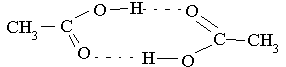 O—H - - - - O
CH₃—C C—CH₃
O - - - - H—O